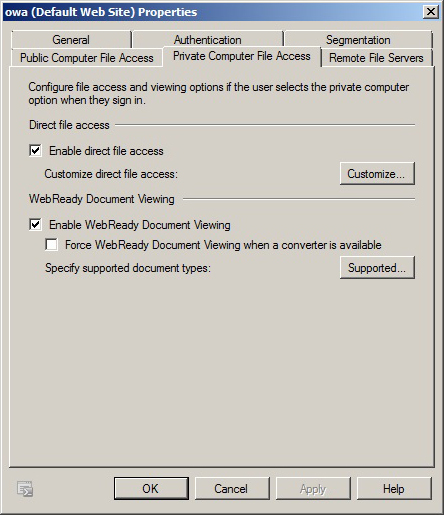 owa (Default Web Site) Properties
General
Authentication
Segmentation
Public Computer File Access
Private Computer File Access
Remote File Servers
Configure file access and viewing options if the user selects the private computer
option when they sign in.
Direct file access
Enable direct file access
Customize direct file access:
Customize...
WebReady Document Viewing
Enable WebReady Document Viewing
Force WebReady Document Viewing when a converter is available
Specify supported document types:
Supported...
OK
Cancel
Apply
Help